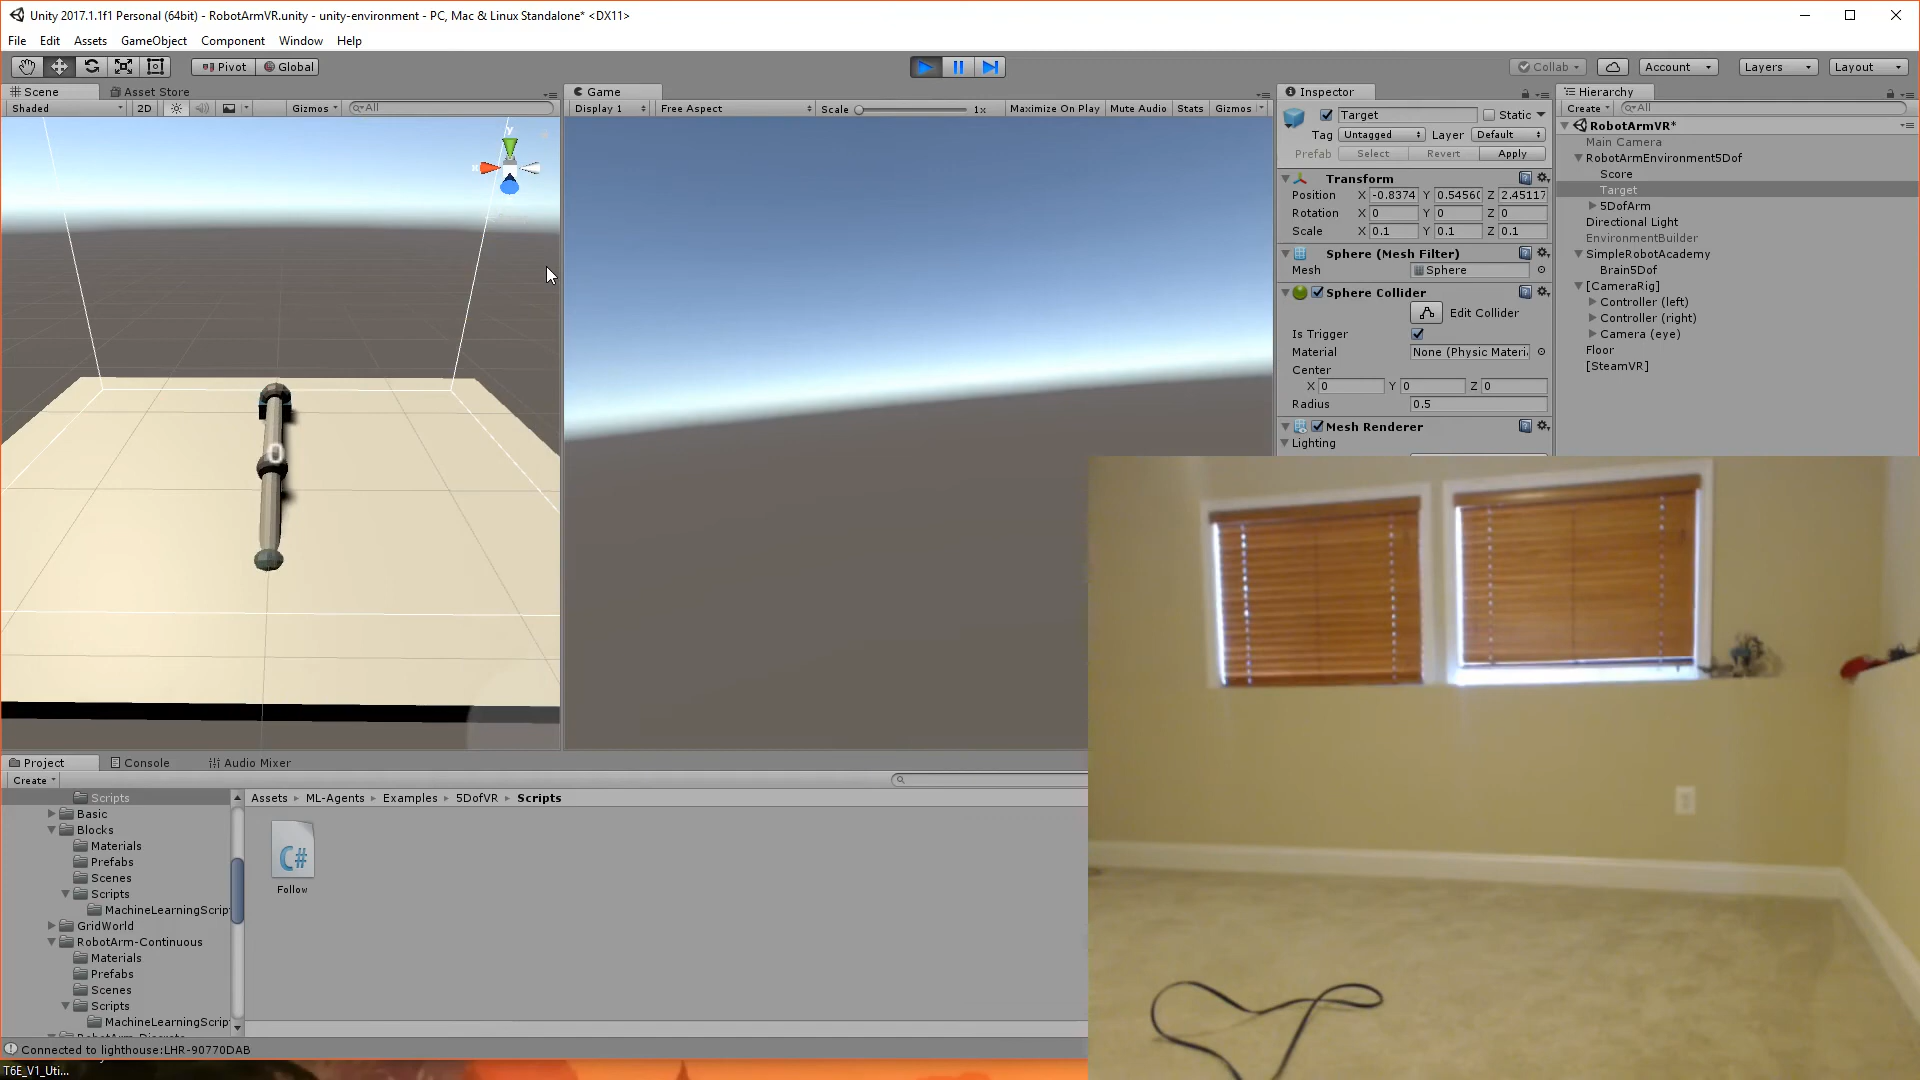 Unity 2017.1.1f1 Personal (64bit) - RobotArmVR.unity - unity-environment - PC, Mac & Linux Standalone* <DX11>
File Edit Assets GameObject Component Window Help
Pivot Global Collab Account Layers Layout
Scene Asset Store
Shaded 2D Gizmos All
y
x
0
Game
Display 1 Free Aspect Scale 1x Maximize On Play Mute Audio Stats Gizmos
Inspector
Target Static
Tag Untagged Layer Default
Prefab Select Revert Apply
Transform
Position X -0.8374 Y 0.5456 Z 2.45117
Rotation X 0 Y 0 Z 0
Scale X 0.1 Y 0.1 Z 0.1
Sphere (Mesh Filter)
Mesh Sphere
Sphere Collider
Edit Collider
Is Trigger
Material None (Physic Materi
Center
X 0 Y 0 Z 0
Radius 0.5
Mesh Renderer
Lighting
Hierarchy
Create All
RobotArmVR*
Main Camera
RobotArmEnvironment5Dof
Score
Target
5DofArm
Directional Light
EnvironmentBuilder
SimpleRobotAcademy
Brain5Dof
[CameraRig]
Controller (left)
Controller (right)
Camera (eye)
Floor
[SteamVR]
Project Console Audio Mixer
Create
Scripts
Basic
Blocks
Materials
Prefabs
Scenes
Scripts
MachineLearningScrip
GridWorld
RobotArm-Continuous
Materials
Prefabs
Scenes
Scripts
MachineLearningScrip
Assets ML-Agents Examples 5DofVR Scripts
C#
Follow
Connected to lighthouse:LHR-90770DAB
T6E_V1_Uti...